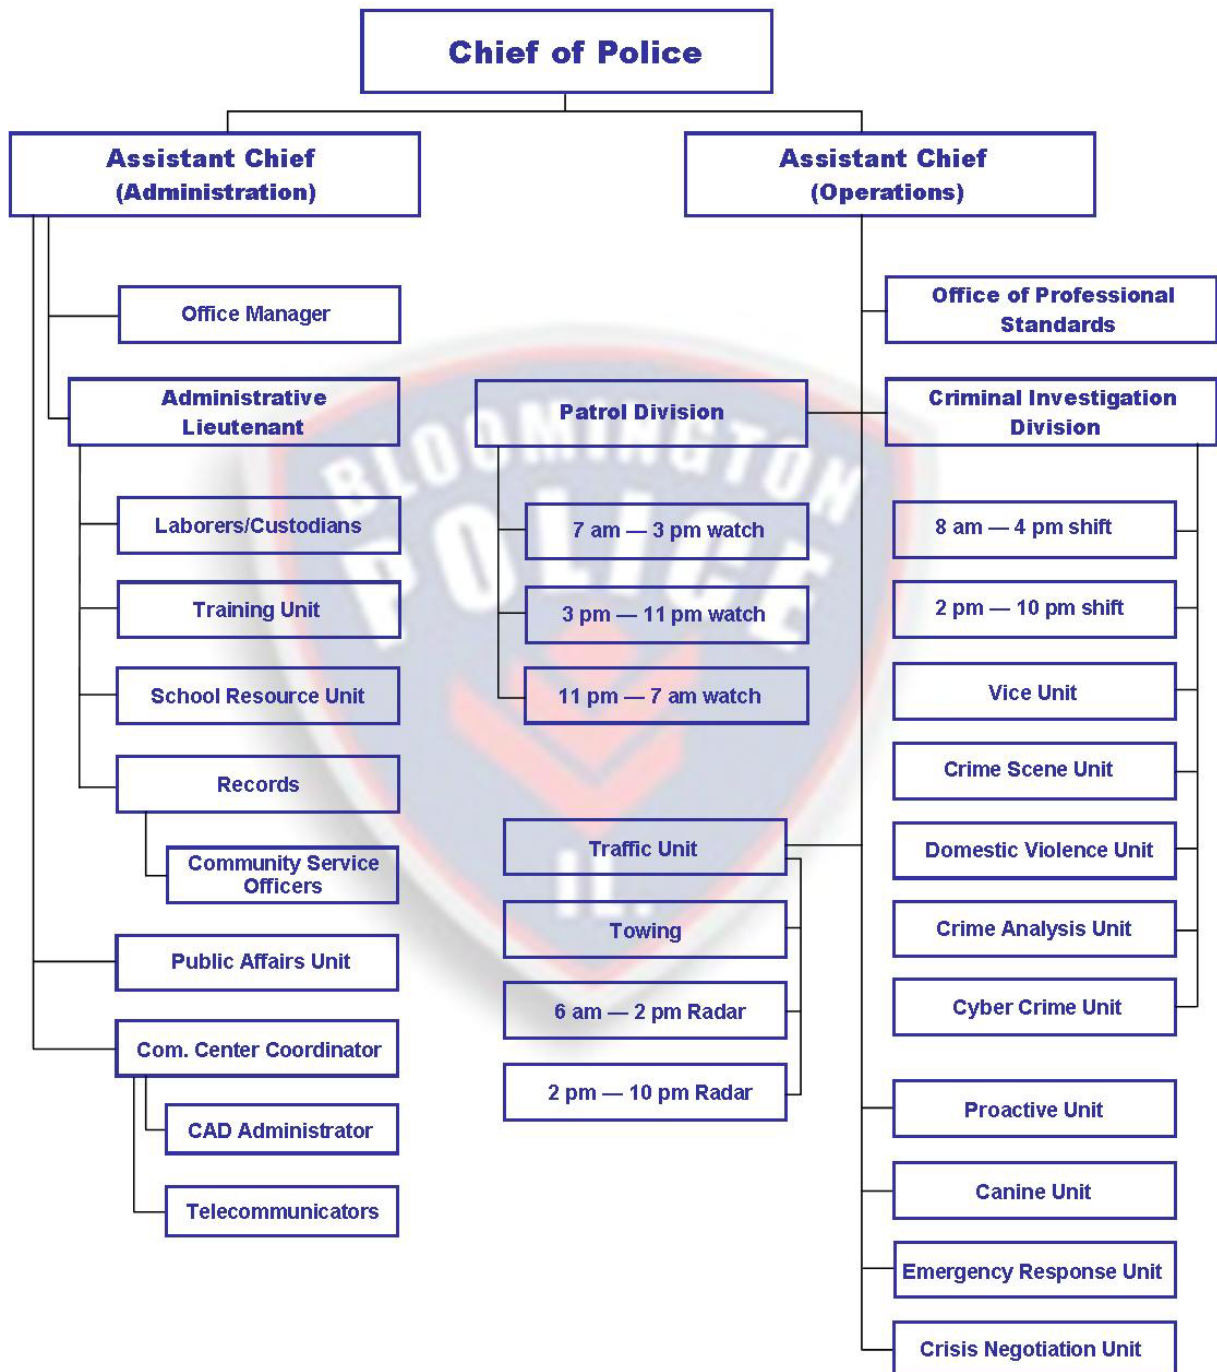 Chief of Police
Assistant Chief
(Administration)
Assistant Chief
(Operations)
Office Manager
Administrative
Lieutenant
Laborers/Custodians
Training Unit
School Resource Unit
Records
Community Service
Officers
Public Affairs Unit
Com. Center Coordinator
CAD Administrator
Telecommunicators
Patrol Division
7 am — 3 pm watch
3 pm — 11 pm watch
11 pm — 7 am watch
Traffic Unit
Towing
6 am — 2 pm Radar
2 pm — 10 pm Radar
Office of Professional
Standards
Criminal Investigation
Division
8 am — 4 pm shift
2 pm — 10 pm shift
Vice Unit
Crime Scene Unit
Domestic Violence Unit
Crime Analysis Unit
Cyber Crime Unit
Proactive Unit
Canine Unit
Emergency Response Unit
Crisis Negotiation Unit
BLOOMINGTON
POLICE
IL.